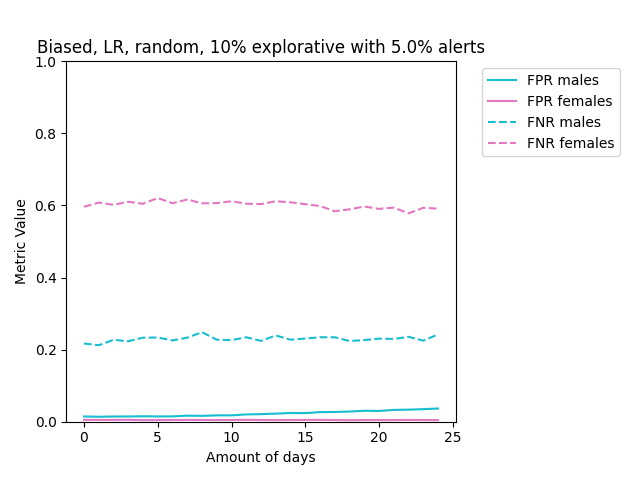 Biased, LR, random, 10% explorative with 5.0% alerts
1.0
0.8
0.6
0.4
0.2
0.0
Metric Value
0 5 10 15 20 25
Amount of days
FPR males
FPR females
FNR males
FNR females